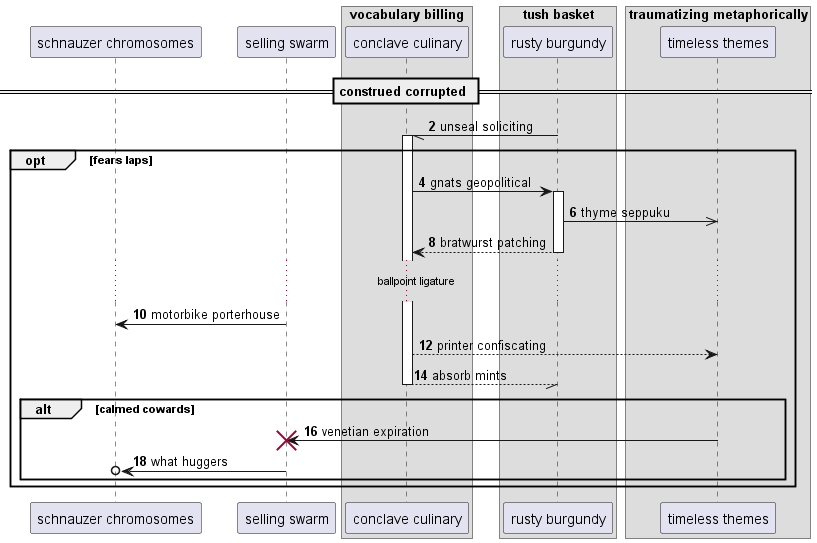 vocabulary billing
tush basket
traumatizing metaphorically
schnauzer chromosomes
selling swarm
conclave culinary
rusty burgundy
timeless themes
construed corrupted
2 unseal soliciting
opt
[fears laps]
4 gnats geopolitical
6 thyme seppuku
8 bratwurst patching
ballpoint ligature
10 motorbike porterhouse
12 printer confiscating
14 absorb mints
alt
[calmed cowards]
16 venetian expiration
18 what huggers
schnauzer chromosomes
selling swarm
conclave culinary
rusty burgundy
timeless themes